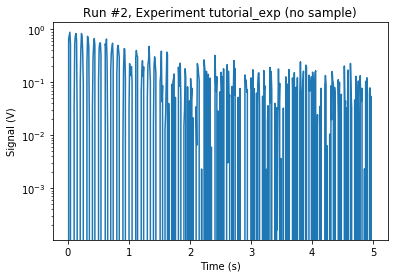 Run #2, Experiment tutorial_exp (no sample)
Signal (V)
10⁰
10⁻¹
10⁻²
10⁻³
0 1 2 3 4 5
Time (s)